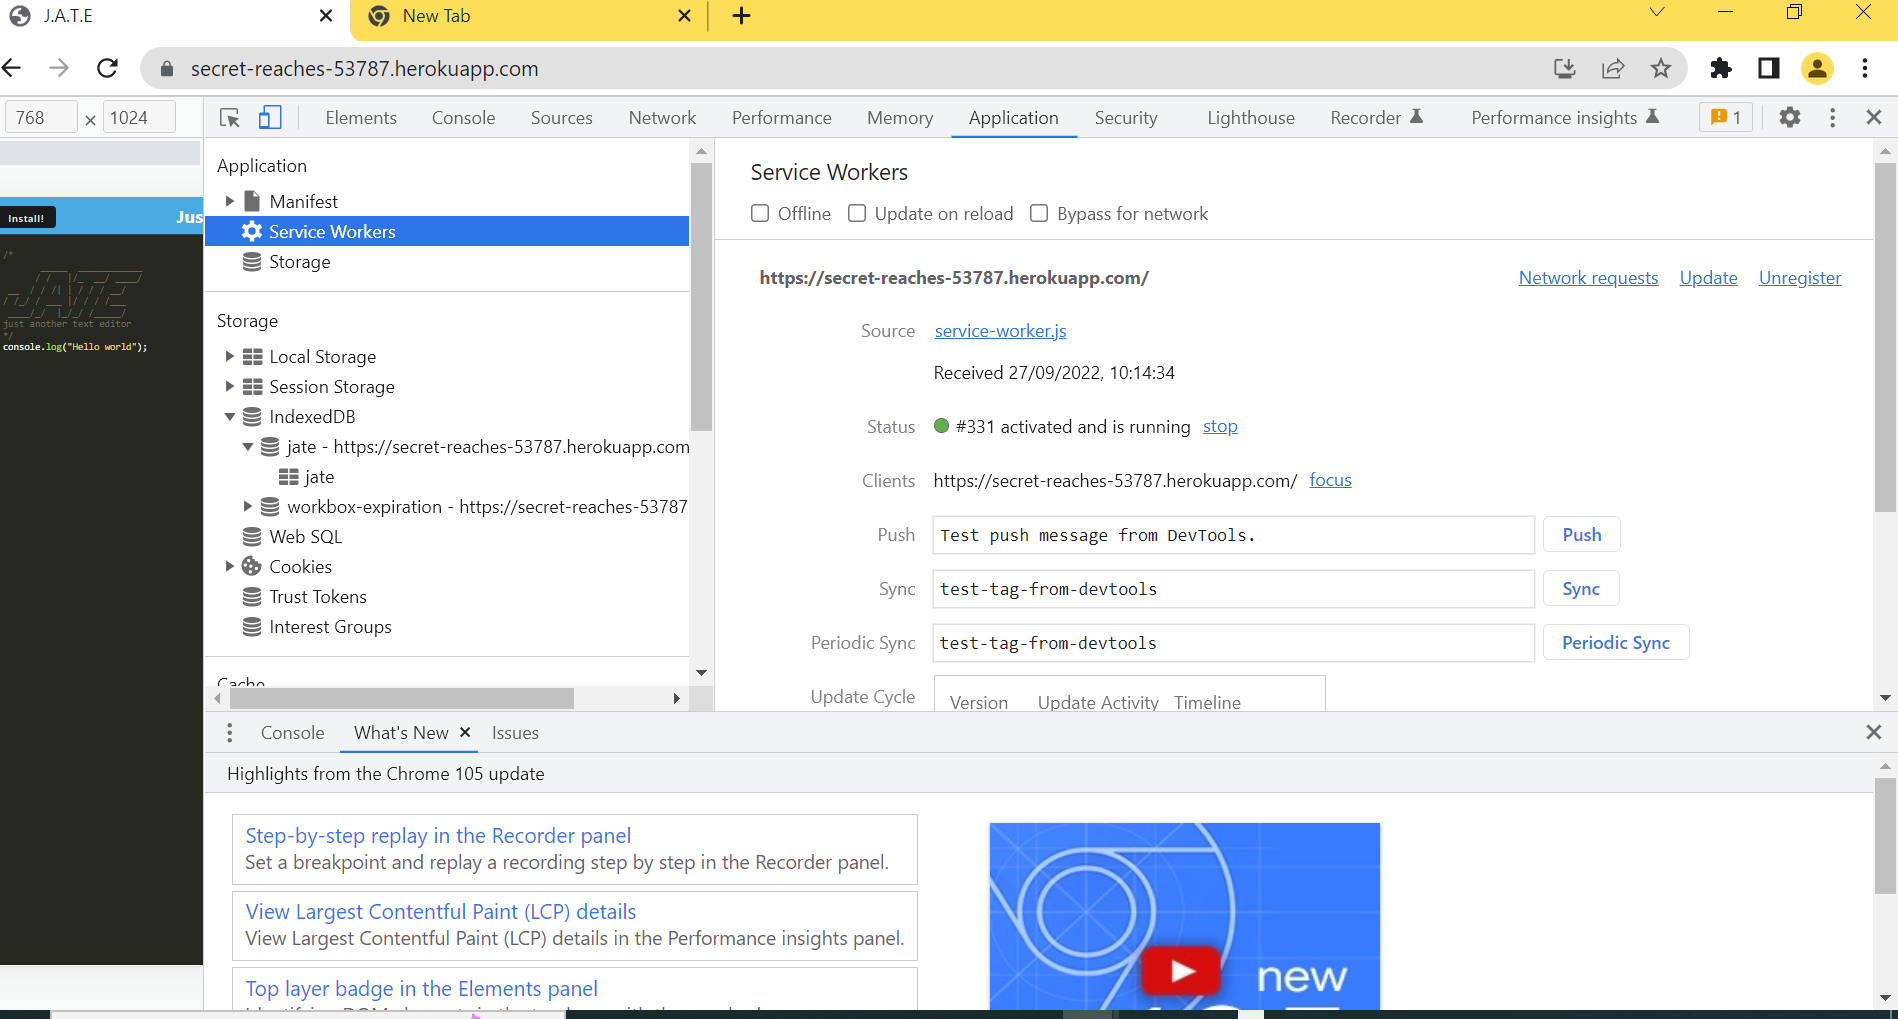 J.A.T.E
New Tab
secret-reaches-53787.herokuapp.com
768 × 1024
Elements Console Sources Network Performance Memory Application Security Lighthouse Recorder Performance insights 1
Install!
Jus
/*
just another text editor
*/
console.log("Hello world");
Application
Manifest
Service Workers
Storage
Storage
Local Storage
Session Storage
IndexedDB
jate - https://secret-reaches-53787.herokuapp.com
jate
workbox-expiration - https://secret-reaches-53787
Web SQL
Cookies
Trust Tokens
Interest Groups
Cache
Service Workers
Offline Update on reload Bypass for network
https://secret-reaches-53787.herokuapp.com/ Network requests Update Unregister
Source service-worker.js
Received 27/09/2022, 10:14:34
Status #331 activated and is running stop
Clients https://secret-reaches-53787.herokuapp.com/ focus
Push Test push message from DevTools. Push
Sync test-tag-from-devtools Sync
Periodic Sync test-tag-from-devtools Periodic Sync
Update Cycle Version Update Activity Timeline
Console What's New Issues
Highlights from the Chrome 105 update
Step-by-step replay in the Recorder panel
Set a breakpoint and replay a recording step by step in the Recorder panel.
View Largest Contentful Paint (LCP) details
View Largest Contentful Paint (LCP) details in the Performance insights panel.
Top layer badge in the Elements panel
new